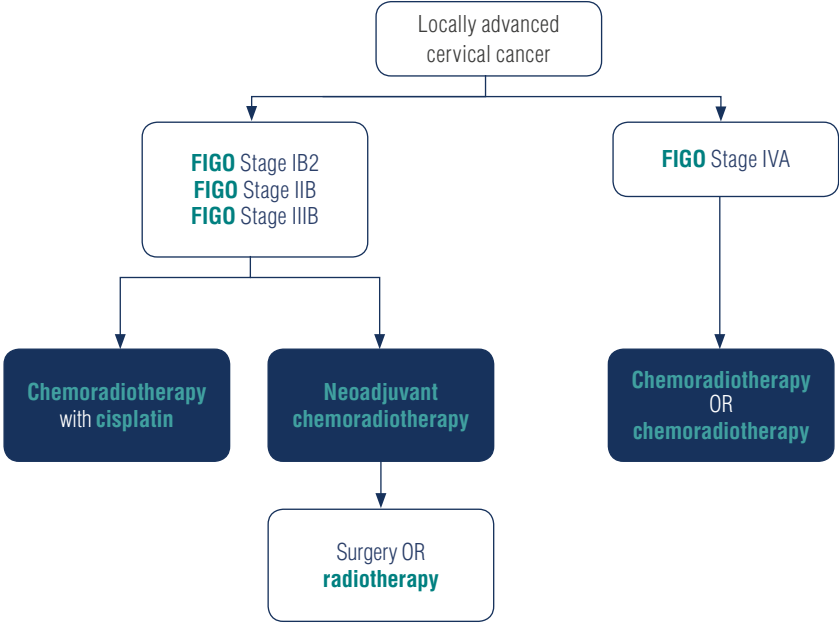 Locally advanced
cervical cancer
FIGO Stage IB2
FIGO Stage IIB
FIGO Stage IIIB
FIGO Stage IVA
Chemoradiotherapy
with cisplatin
Neoadjuvant
chemoradiotherapy
Chemoradiotherapy
OR
chemoradiotherapy
Surgery OR
radiotherapy